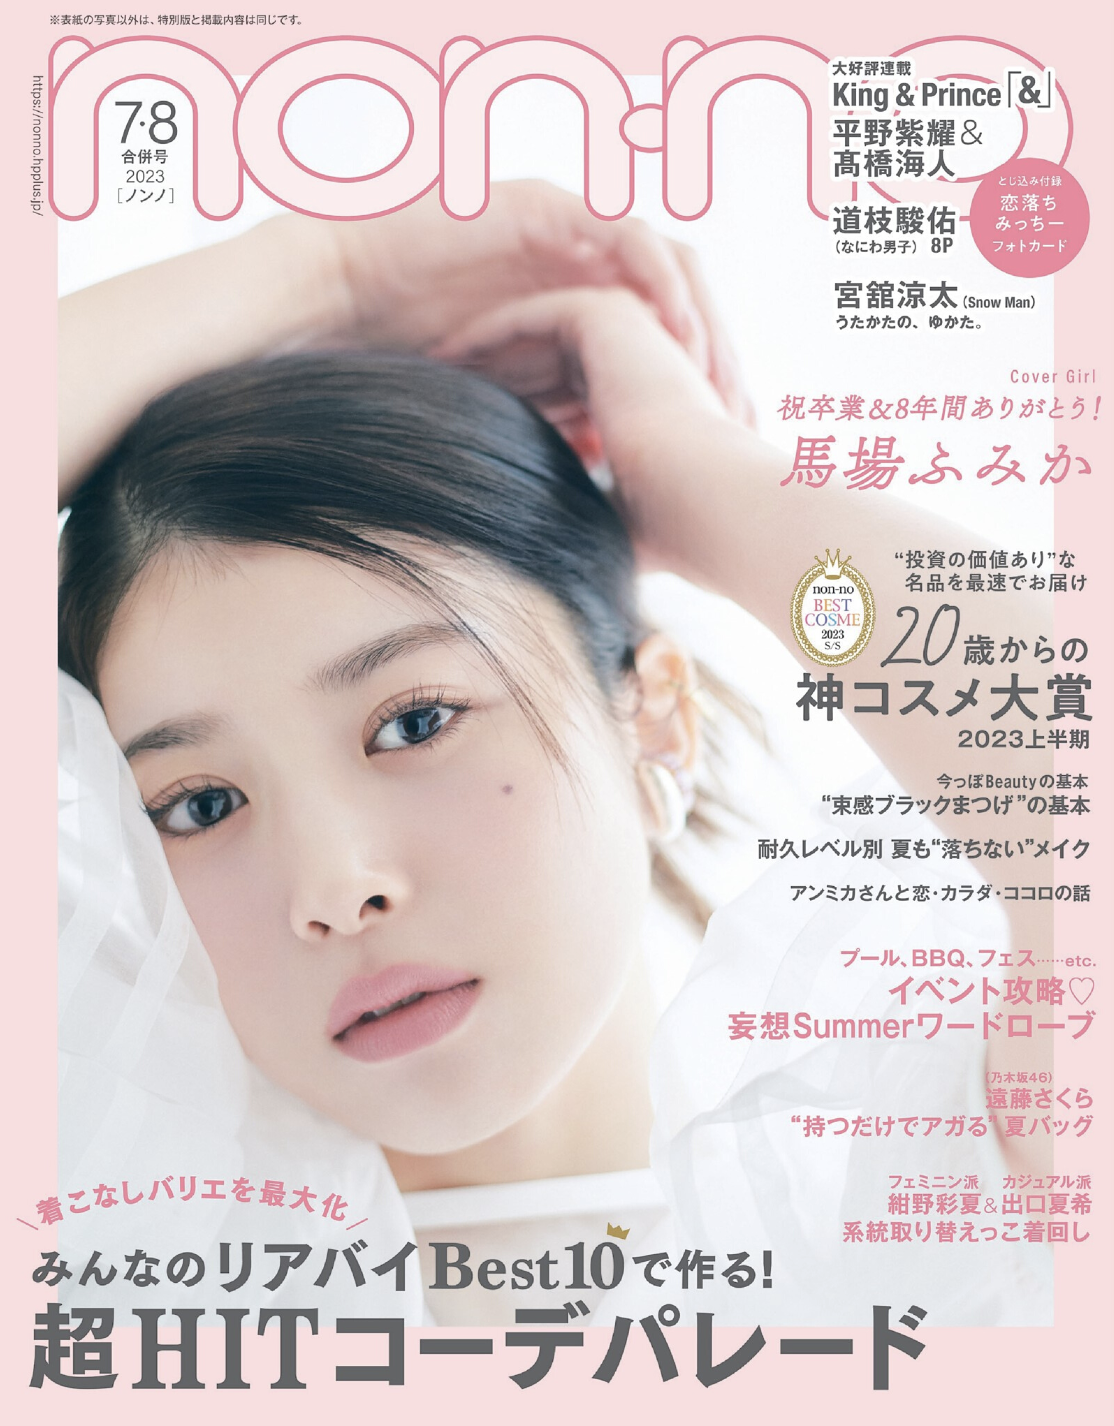 ※表紙の写真以外は、特別版と掲載内容は同じです。
non-no
https://nonno.hpplus.jp/
7・8
合併号
2023
[ノンノ]
大好評連載
King & Prince「&」
平野紫耀&
髙橋海人
とじ込み付録
恋落ち
みっちー
フォトカード
道枝駿佑
(なにわ男子) 8P
宮舘涼太(Snow Man)
うたかたの、ゆかた。
Cover Girl
祝卒業&8年間ありがとう!
馬場ふみか
non-no
BEST
COSME
2023
S/S
“投資の価値あり”な
名品を最速でお届け
20歳からの
神コスメ大賞
2023上半期
今っぽBeautyの基本
“束感ブラックまつげ”の基本
耐久レベル別 夏も“落ちない”メイク
アンミカさんと恋・カラダ・ココロの話
プール、BBQ、フェス……etc.
イベント攻略♡
妄想Summerワードローブ
(乃木坂46)
遠藤さくら
“持つだけでアガる”夏バッグ
フェミニン派 カジュアル派
紺野彩夏&出口夏希
系統取り替えっこ着回し
\着こなしバリエを最大化/
みんなのリアバイBest10で作る!
超HITコーデパレード